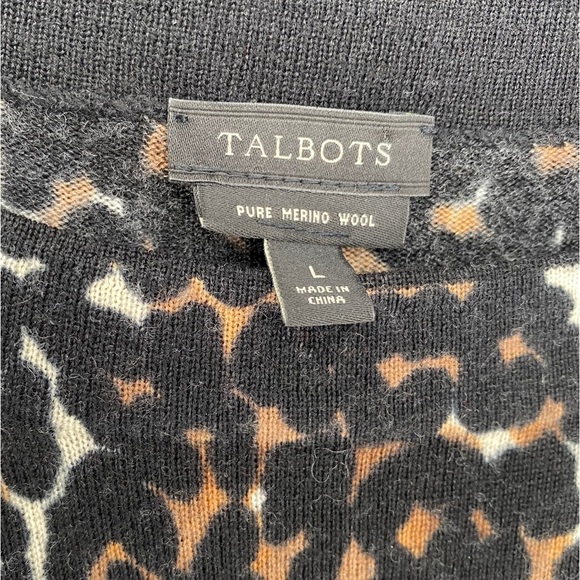 TALBOTS
PURE MERINO WOOL
L
MADE IN
CHINA